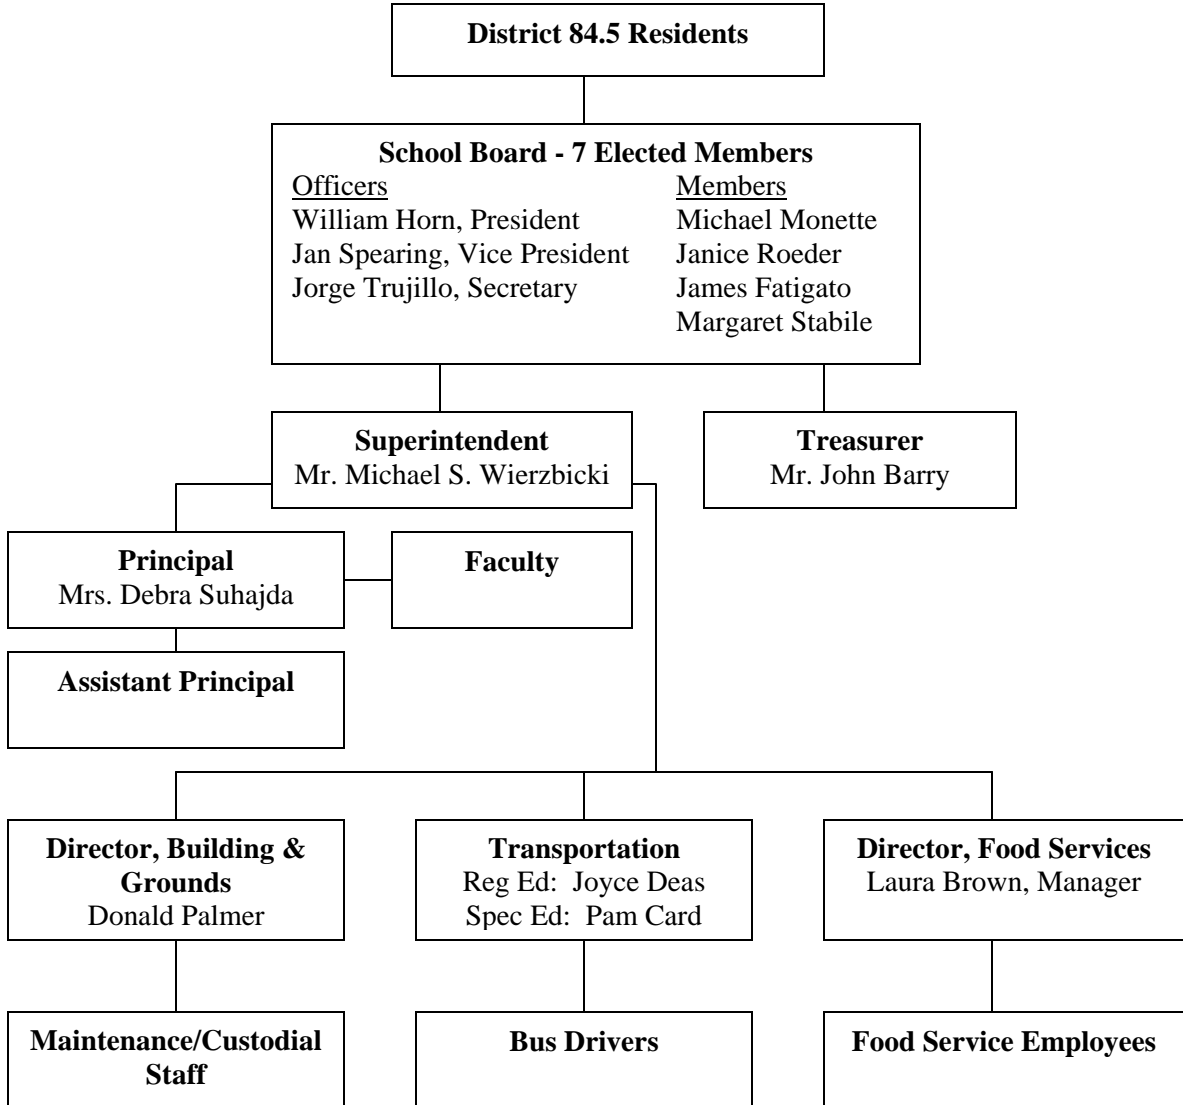 District 84.5 Residents
School Board - 7 Elected Members
Officers
William Horn, President
Jan Spearing, Vice President
Jorge Trujillo, Secretary
Members
Michael Monette
Janice Roeder
James Fatigato
Margaret Stabile
Superintendent
Mr. Michael S. Wierzbicki
Treasurer
Mr. John Barry
Principal
Mrs. Debra Suhajda
Faculty
Assistant Principal
Director, Building &
Grounds
Donald Palmer
Transportation
Reg Ed:  Joyce Deas
Spec Ed:  Pam Card
Director, Food Services
Laura Brown, Manager
Maintenance/Custodial
Staff
Bus Drivers
Food Service Employees